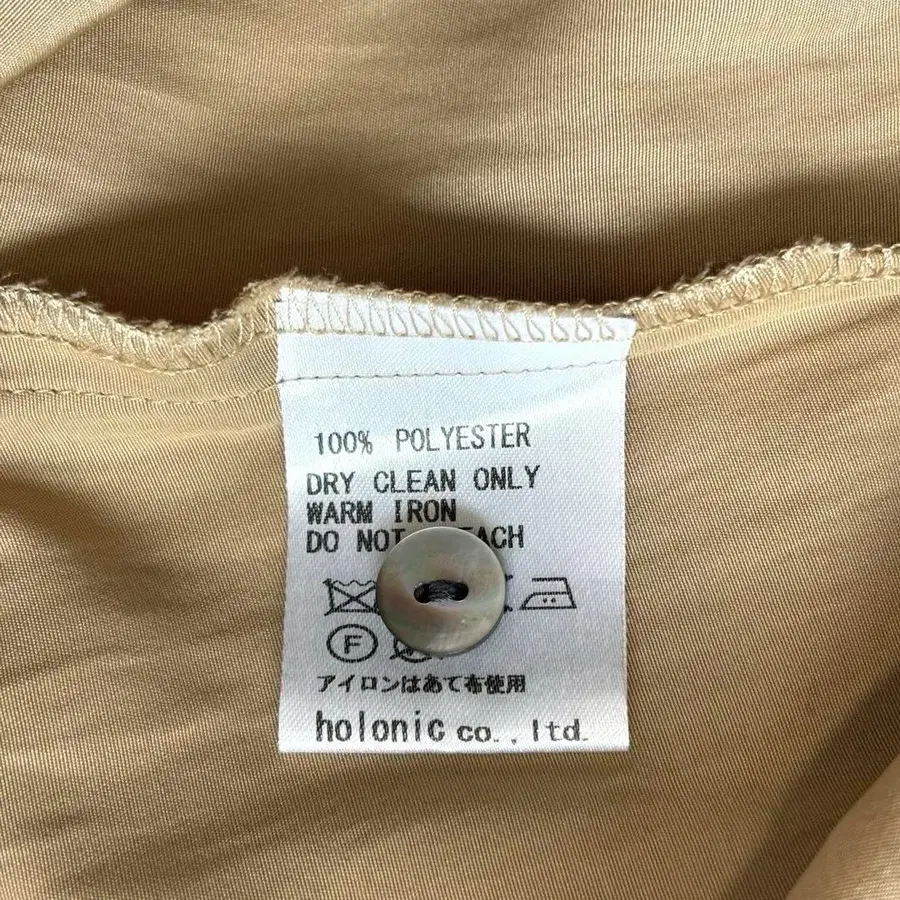 100% POLYESTER
DRY CLEAN ONLY
WARM IRON
DO NOT
F
アイロンはあて布使用
holonic co., ltd.